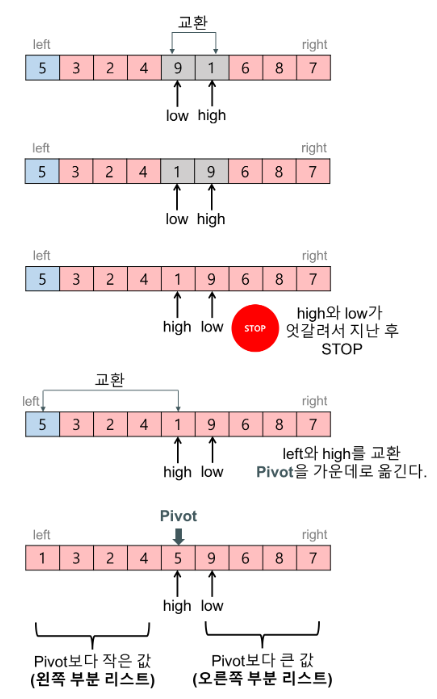 교환
left right
5 3 2 4 9 1 6 8 7
low high
left right
5 3 2 4 1 9 6 8 7
low high
left right
5 3 2 4 1 9 6 8 7
high low
STOP
high와 low가
엇갈려서 지난 후
STOP
교환
left right
5 3 2 4 1 9 6 8 7
high low
left와 high를 교환
Pivot을 가운데로 옮긴다.
Pivot
left right
1 3 2 4 5 9 6 8 7
high low
Pivot보다 작은 값
(왼쪽 부분 리스트)
Pivot보다 큰 값
(오른쪽 부분 리스트)